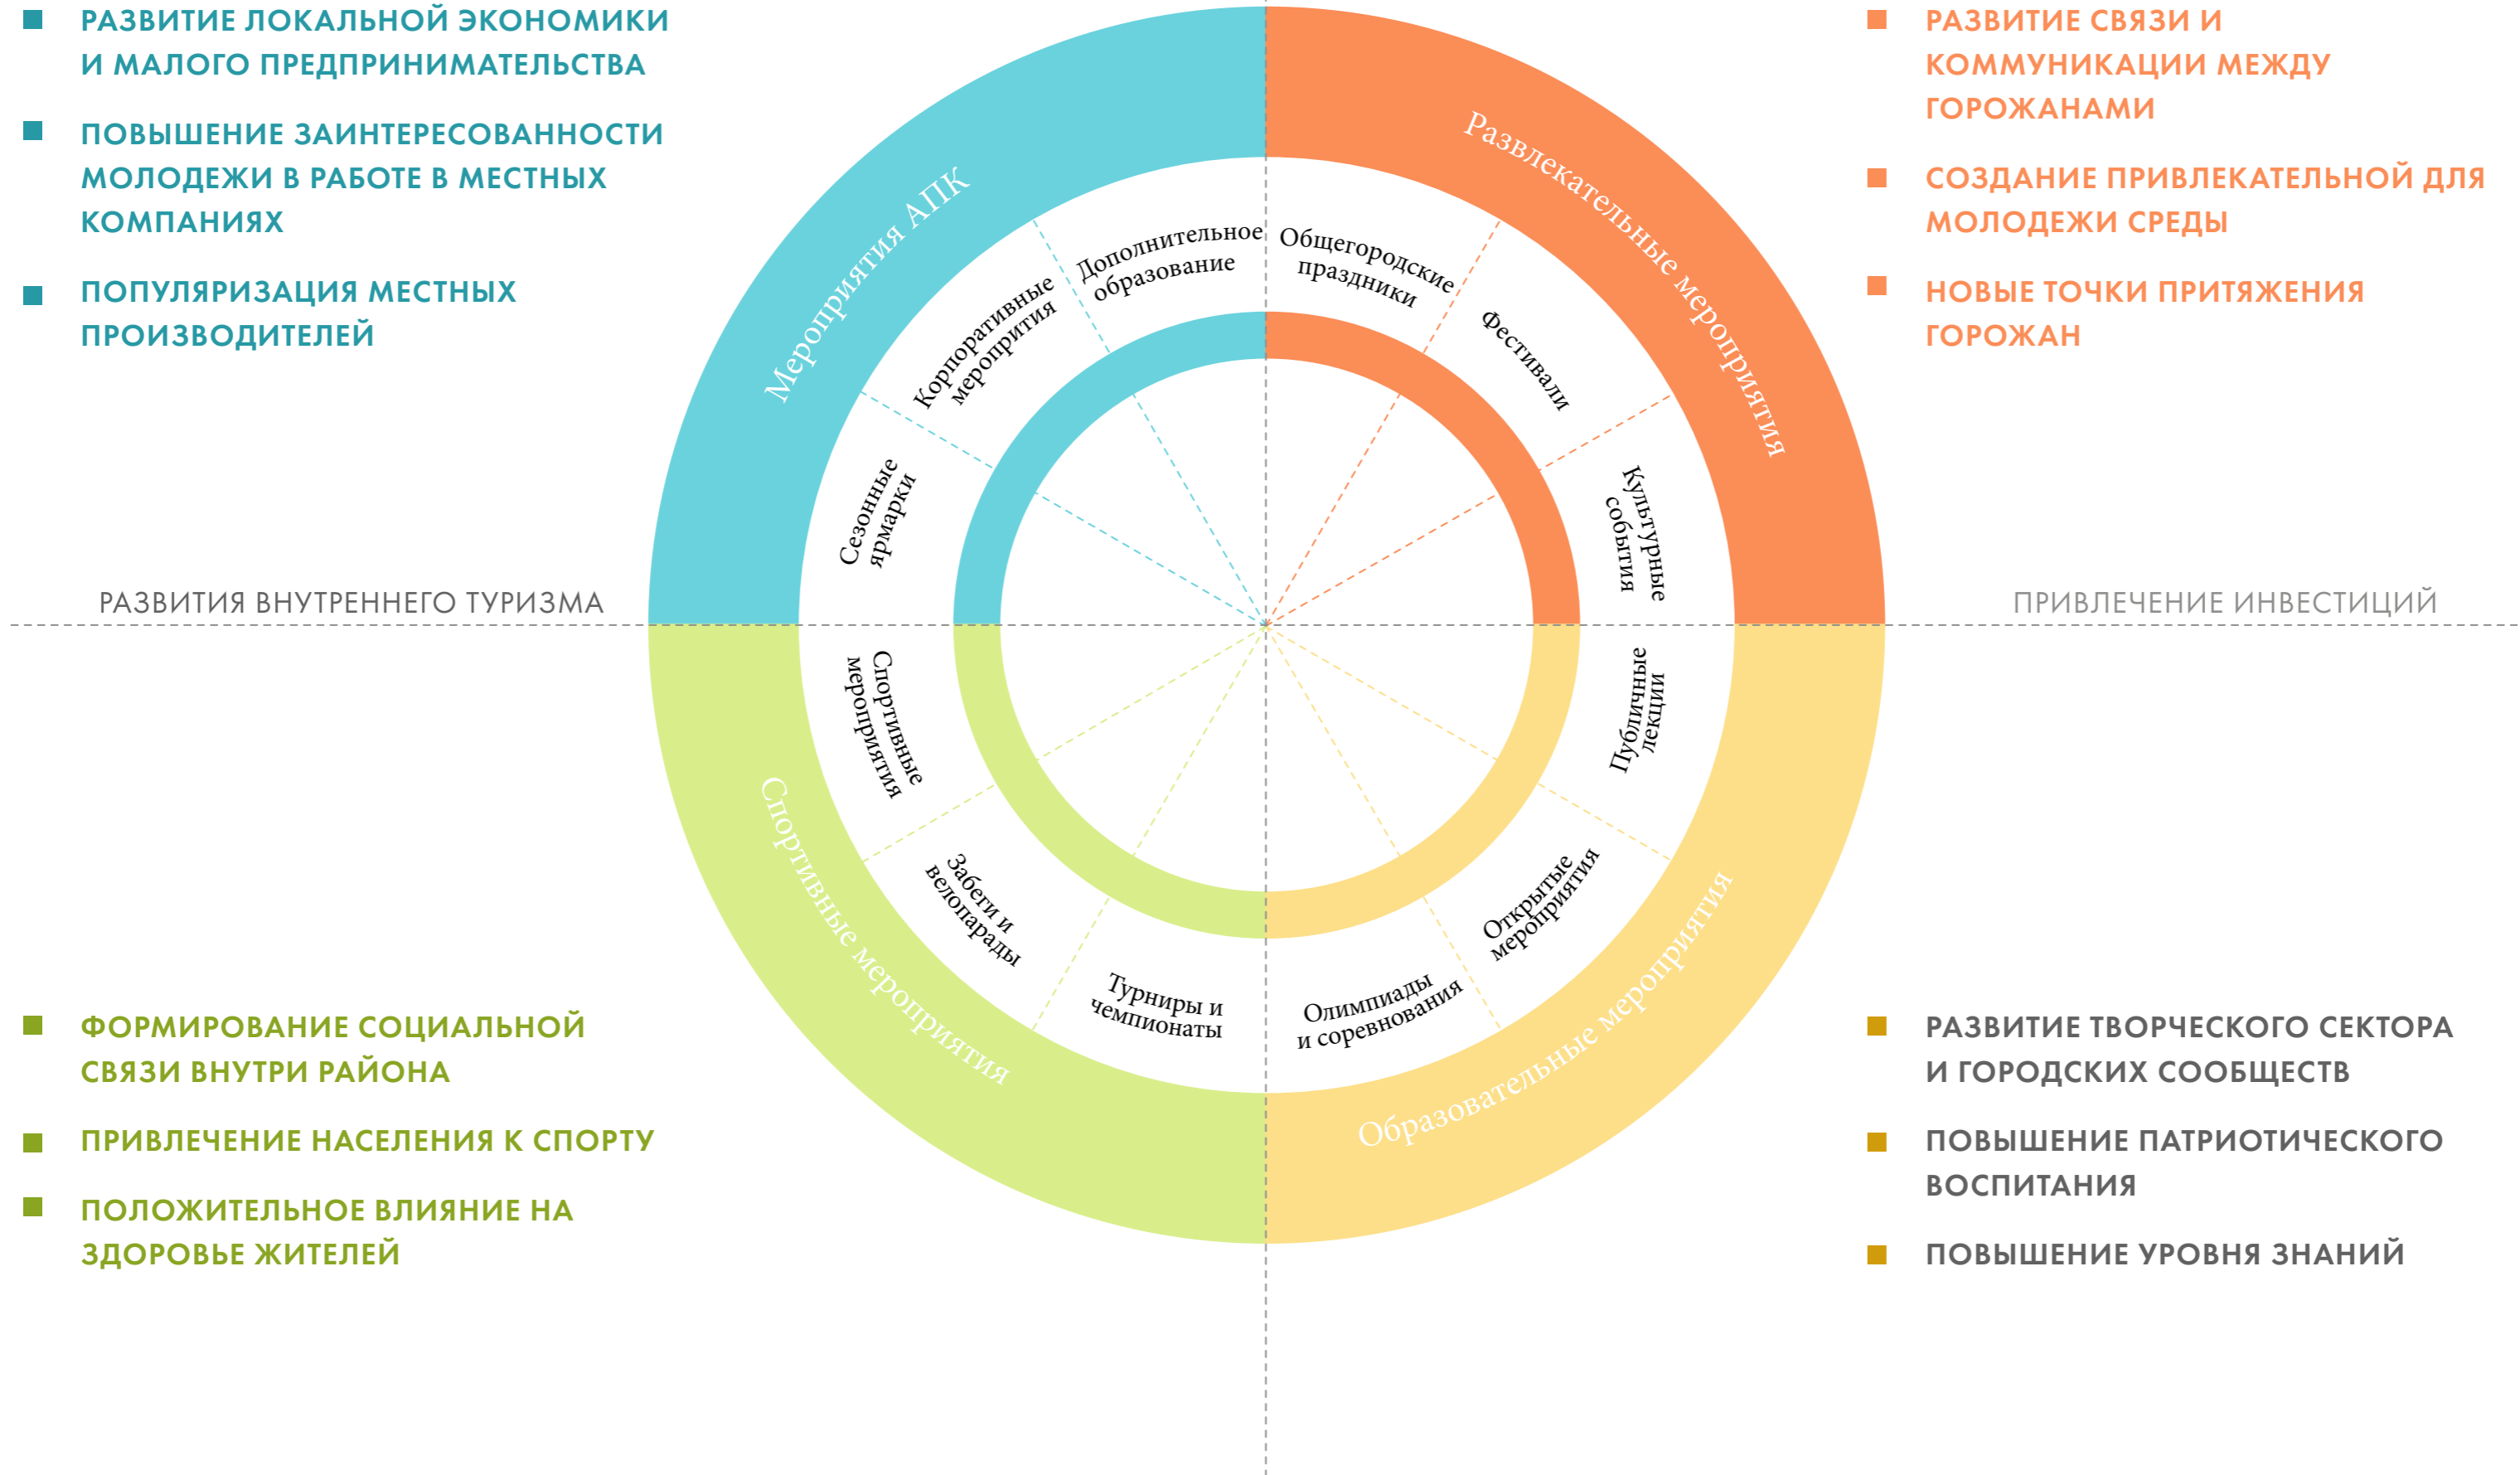 РАЗВИТИЕ ЛОКАЛЬНОЙ ЭКОНОМИКИ
И МАЛОГО ПРЕДПРИНИМАТЕЛЬСТВА
ПОВЫШЕНИЕ ЗАИНТЕРЕСОВАННОСТИ
МОЛОДЕЖИ В РАБОТЕ В МЕСТНЫХ
КОМПАНИЯХ
ПОПУЛЯРИЗАЦИЯ МЕСТНЫХ
ПРОИЗВОДИТЕЛЕЙ
РАЗВИТИЕ СВЯЗИ И
КОММУНИКАЦИИ МЕЖДУ
ГОРОЖАНАМИ
СОЗДАНИЕ ПРИВЛЕКАТЕЛЬНОЙ ДЛЯ
МОЛОДЕЖИ СРЕДЫ
НОВЫЕ ТОЧКИ ПРИТЯЖЕНИЯ
ГОРОЖАН
Мероприятия АПК
Развлекательные мероприятия
Сезонные
ярмарки
Корпоративные
меропрития
Дополнительное
образование
Общегородские
праздники
Фестивали
Культурные
события
РАЗВИТИЯ ВНУТРЕННЕГО ТУРИЗМА
ПРИВЛЕЧЕНИЕ ИНВЕСТИЦИЙ
Спортивные
мероприятия
Забеги и
велопарады
Турниры и
чемпионаты
Олимпиады
и соревнования
Открытые
мероприятия
Публичные
лекции
Спортивные мероприятия
Образовательные мероприятия
ФОРМИРОВАНИЕ СОЦИАЛЬНОЙ
СВЯЗИ ВНУТРИ РАЙОНА
ПРИВЛЕЧЕНИЕ НАСЕЛЕНИЯ К СПОРТУ
ПОЛОЖИТЕЛЬНОЕ ВЛИЯНИЕ НА
ЗДОРОВЬЕ ЖИТЕЛЕЙ
РАЗВИТИЕ ТВОРЧЕСКОГО СЕКТОРА
И ГОРОДСКИХ СООБЩЕСТВ
ПОВЫШЕНИЕ ПАТРИОТИЧЕСКОГО
ВОСПИТАНИЯ
ПОВЫШЕНИЕ УРОВНЯ ЗНАНИЙ